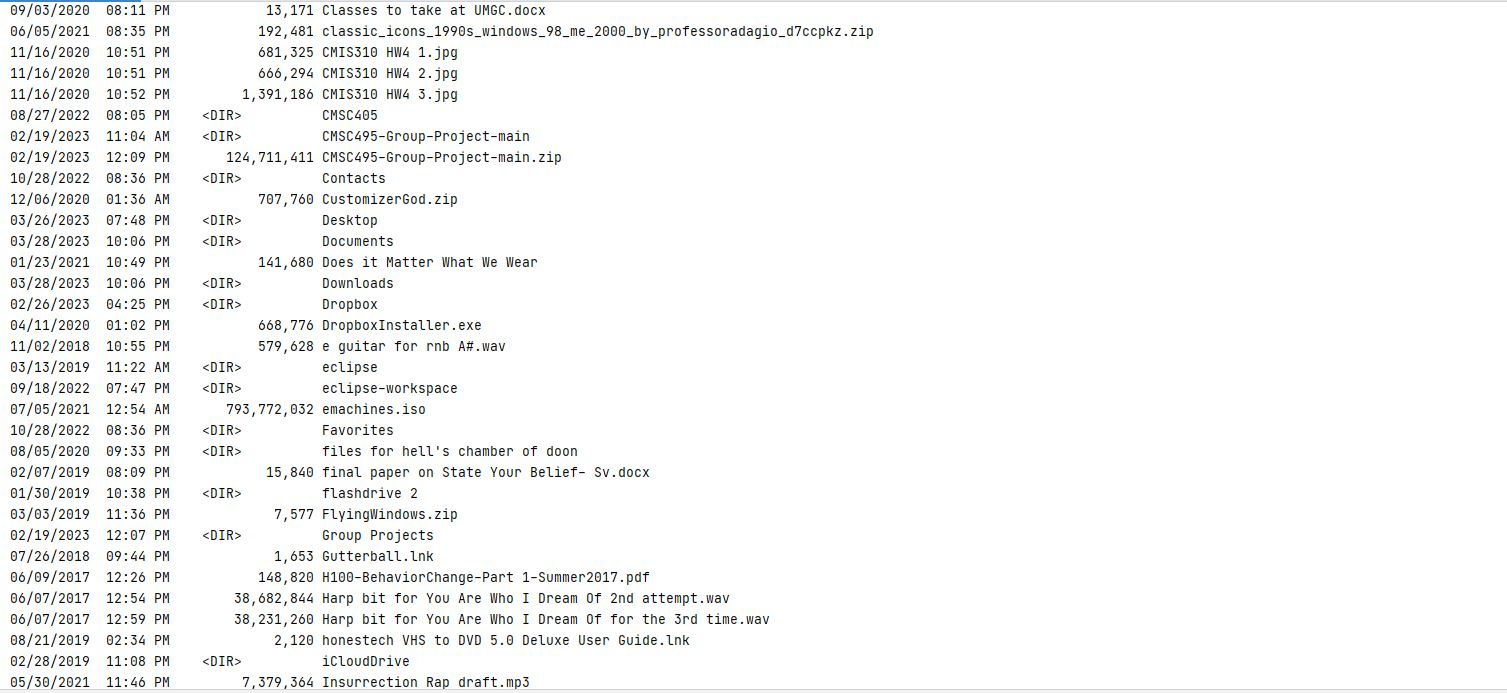 09/03/2020  08:11 PM            13,171 Classes to take at UMGC.docx
06/05/2021  08:35 PM           192,481 classic_icons_1990s_windows_98_me_2000_by_professoradagio_d7ccpkz.zip
11/16/2020  10:51 PM           681,325 CMIS310 HW4 1.jpg
11/16/2020  10:51 PM           666,294 CMIS310 HW4 2.jpg
11/16/2020  10:52 PM         1,391,186 CMIS310 HW4 3.jpg
08/27/2022  08:05 PM    <DIR>          CMSC405
02/19/2023  11:04 AM    <DIR>          CMSC495-Group-Project-main
02/19/2023  12:09 PM       124,711,411 CMSC495-Group-Project-main.zip
10/28/2022  08:36 PM    <DIR>          Contacts
12/06/2020  01:36 AM           707,760 CustomizerGod.zip
03/26/2023  07:48 PM    <DIR>          Desktop
03/28/2023  10:06 PM    <DIR>          Documents
01/23/2021  10:49 PM           141,680 Does it Matter What We Wear
03/28/2023  10:06 PM    <DIR>          Downloads
02/26/2023  04:25 PM    <DIR>          Dropbox
04/11/2020  01:02 PM           668,776 DropboxInstaller.exe
11/02/2018  10:55 PM           579,628 e guitar for rnb A#.wav
03/13/2019  11:22 AM    <DIR>          eclipse
09/18/2022  07:47 PM    <DIR>          eclipse-workspace
07/05/2021  12:54 AM       793,772,032 emachines.iso
10/28/2022  08:36 PM    <DIR>          Favorites
08/05/2020  09:33 PM    <DIR>          files for hell's chamber of doon
02/07/2019  08:09 PM            15,840 final paper on State Your Belief- Sv.docx
01/30/2019  10:38 PM    <DIR>          flashdrive 2
03/03/2019  11:36 PM             7,577 FlyingWindows.zip
02/19/2023  12:07 PM    <DIR>          Group Projects
07/26/2018  09:44 PM             1,653 Gutterball.lnk
06/09/2017  12:26 PM           148,820 H100-BehaviorChange-Part 1-Summer2017.pdf
06/07/2017  12:54 PM        38,682,844 Harp bit for You Are Who I Dream Of 2nd attempt.wav
06/07/2017  12:59 PM        38,231,260 Harp bit for You Are Who I Dream Of for the 3rd time.wav
08/21/2019  02:34 PM             2,120 honestech VHS to DVD 5.0 Deluxe User Guide.lnk
02/28/2019  11:08 PM    <DIR>          iCloudDrive
05/30/2021  11:46 PM         7,379,364 Insurrection Rap draft.mp3